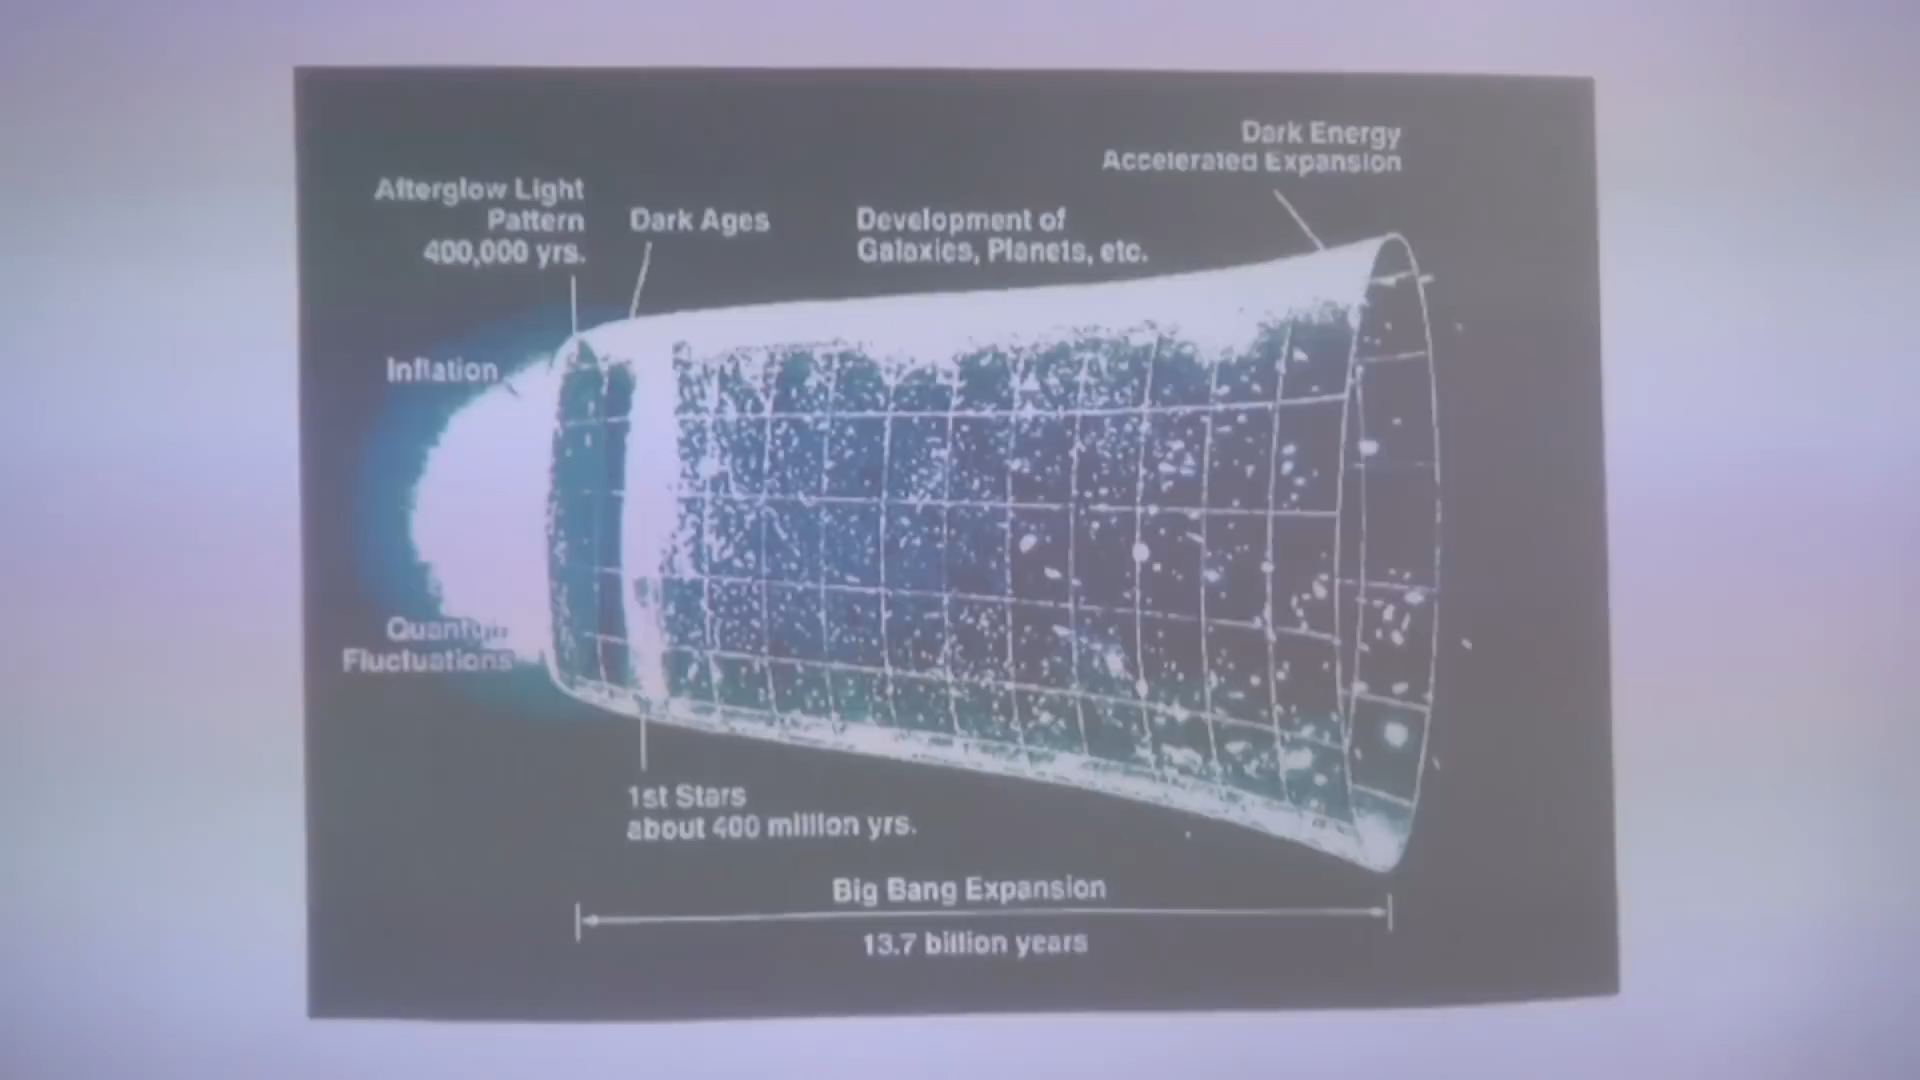 Dark Energy
Accelerated Expansion
Afterglow Light
Pattern
400,000 yrs.
Dark Ages
Development of
Galaxies, Planets, etc.
Inflation
Quantum
Fluctuations
1st Stars
about 400 million yrs.
Big Bang Expansion
13.7 billion years